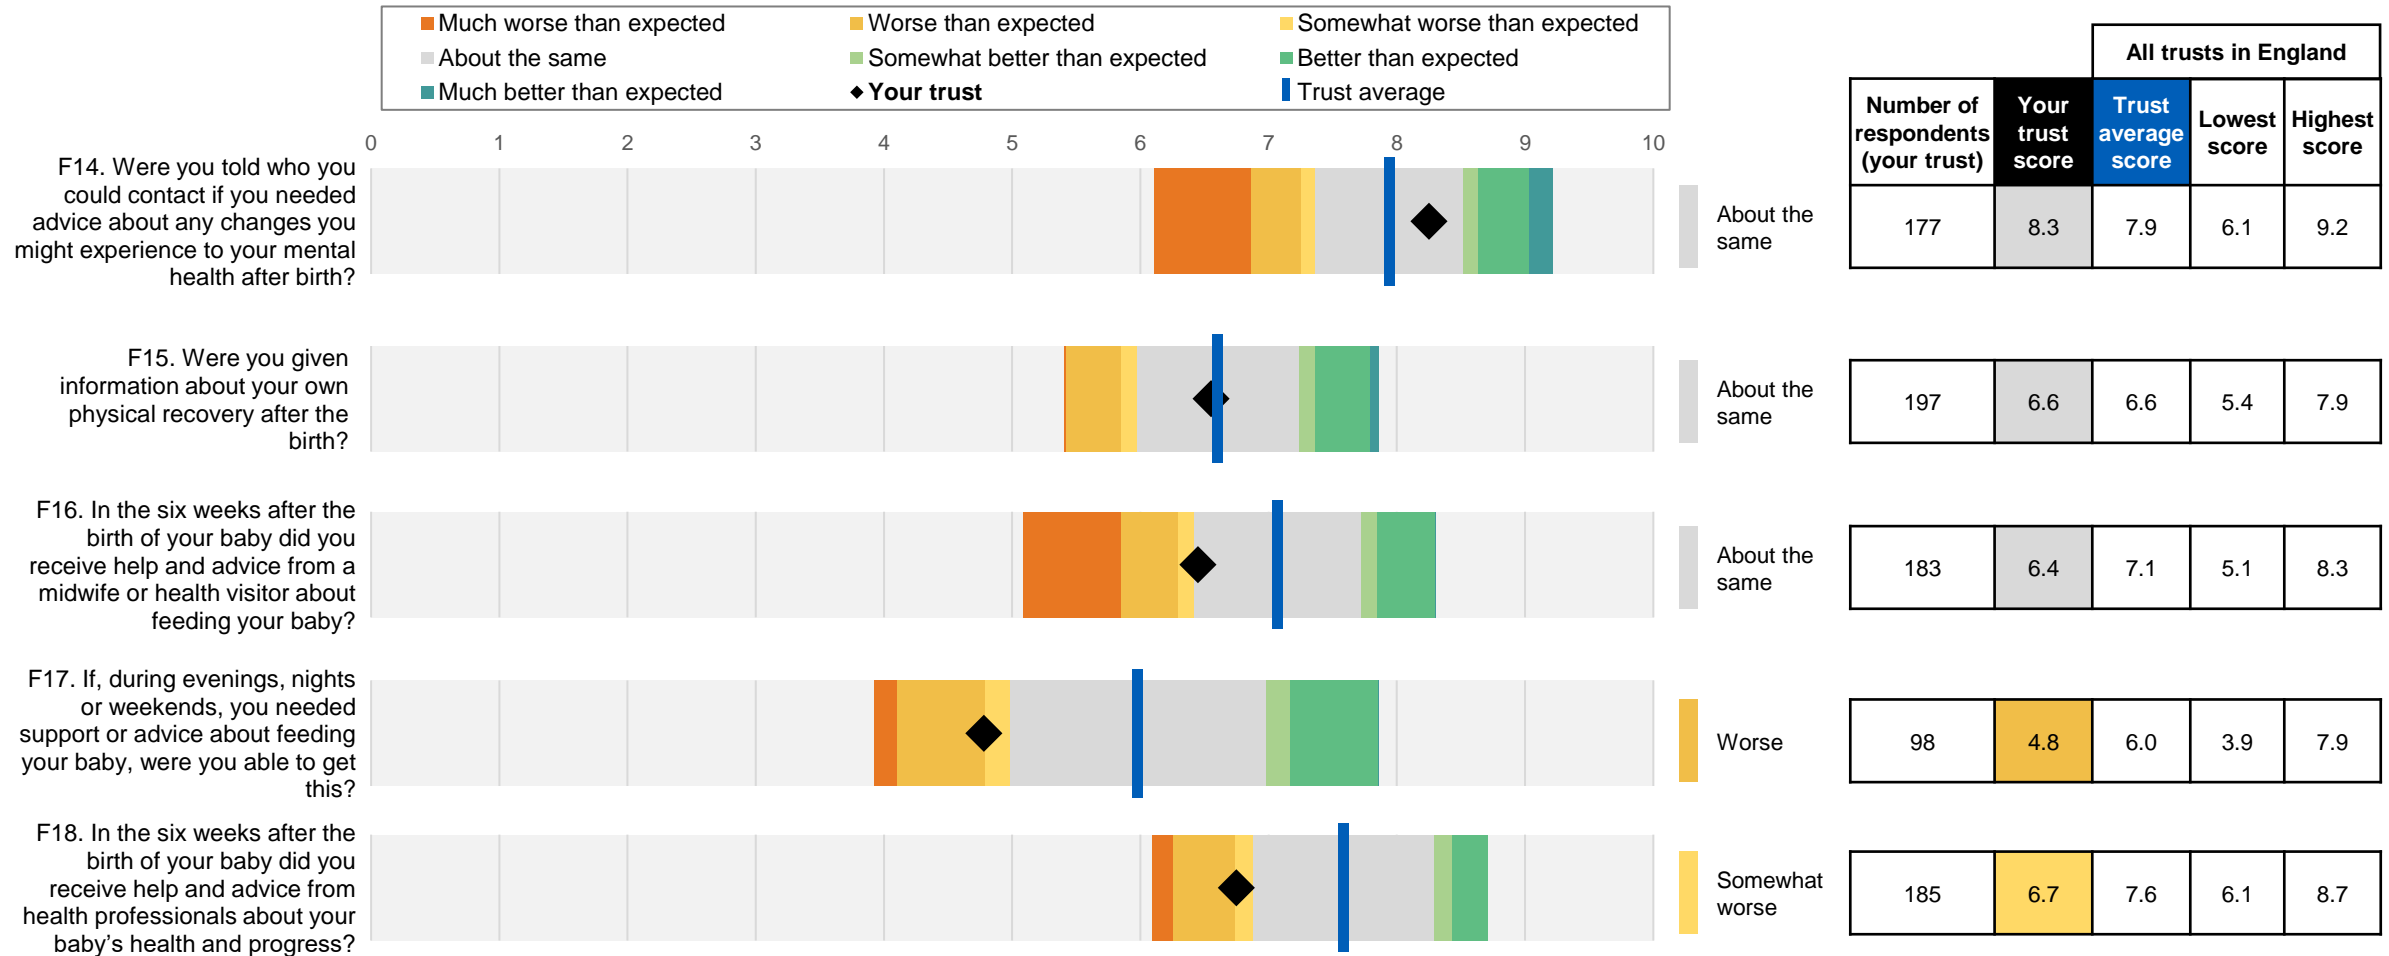 Much worse than expected
Worse than expected
Somewhat worse than expected
About the same
Somewhat better than expected
Better than expected
Much better than expected
Your trust
Trust average
All trusts in England
Number of
respondents
(your trust)
Your
trust
score
Trust
average
score
Lowest
score
Highest
score
0 1 2 3 4 5 6 7 8 9 10
F14. Were you told who you
could contact if you needed
advice about any changes you
might experience to your mental
health after birth?
About the
same
177 8.3 7.9 6.1 9.2
F15. Were you given
information about your own
physical recovery after the
birth?
About the
same
197 6.6 6.6 5.4 7.9
F16. In the six weeks after the
birth of your baby did you
receive help and advice from a
midwife or health visitor about
feeding your baby?
About the
same
183 6.4 7.1 5.1 8.3
F17. If, during evenings, nights
or weekends, you needed
support or advice about feeding
your baby, were you able to get
this?
Worse
98 4.8 6.0 3.9 7.9
F18. In the six weeks after the
birth of your baby did you
receive help and advice from
health professionals about your
baby’s health and progress?
Somewhat
worse
185 6.7 7.6 6.1 8.7